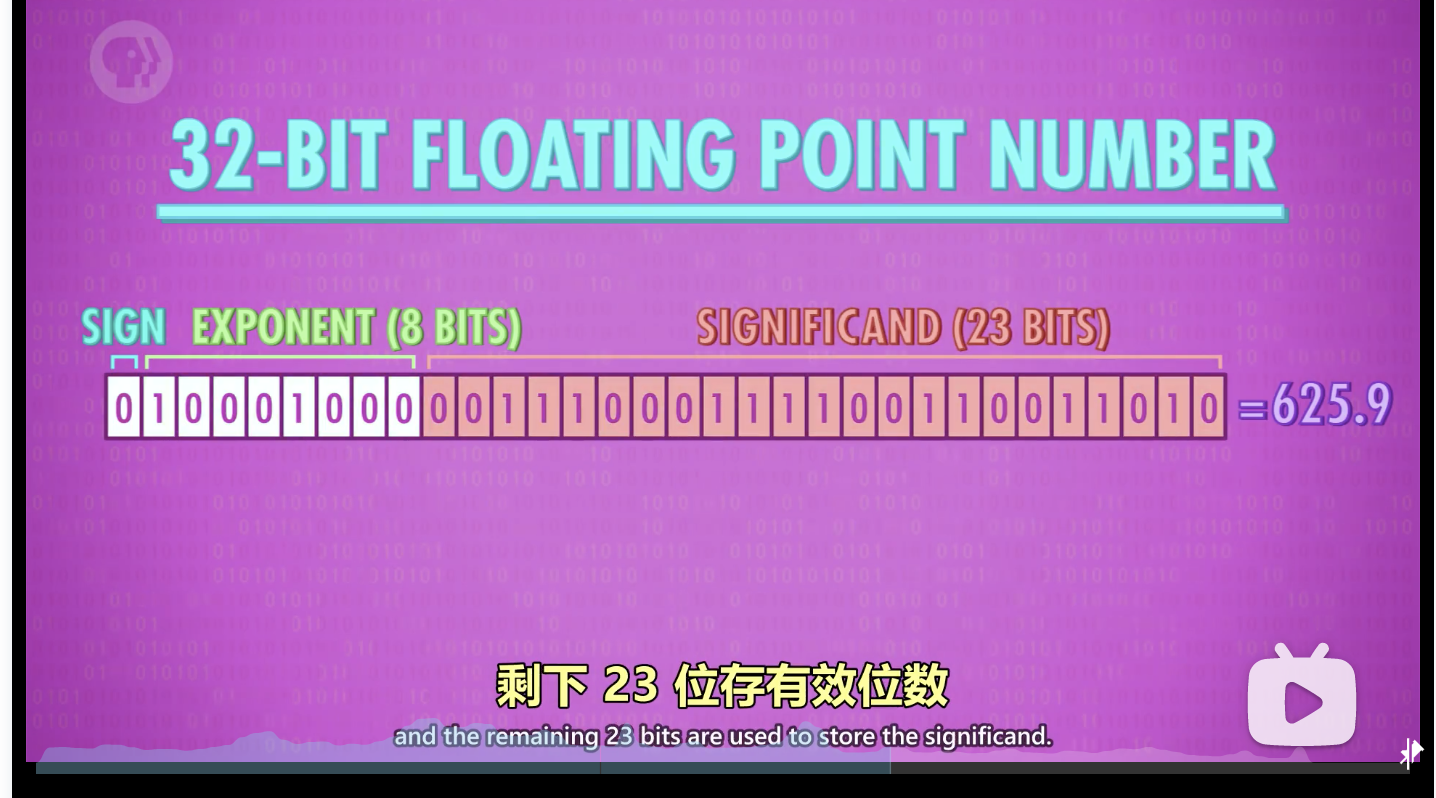 32-BIT FLOATING POINT NUMBER
SIGN EXPONENT (8 BITS) SIGNIFICAND (23 BITS)
0 1 0 0 0 1 0 0 0 0 0 1 1 1 0 0 0 1 1 1 1 0 0 1 1 0 0 1 1 0 1 0 =625.9
剩下 23 位存有效位数
and the remaining 23 bits are used to store the significand.